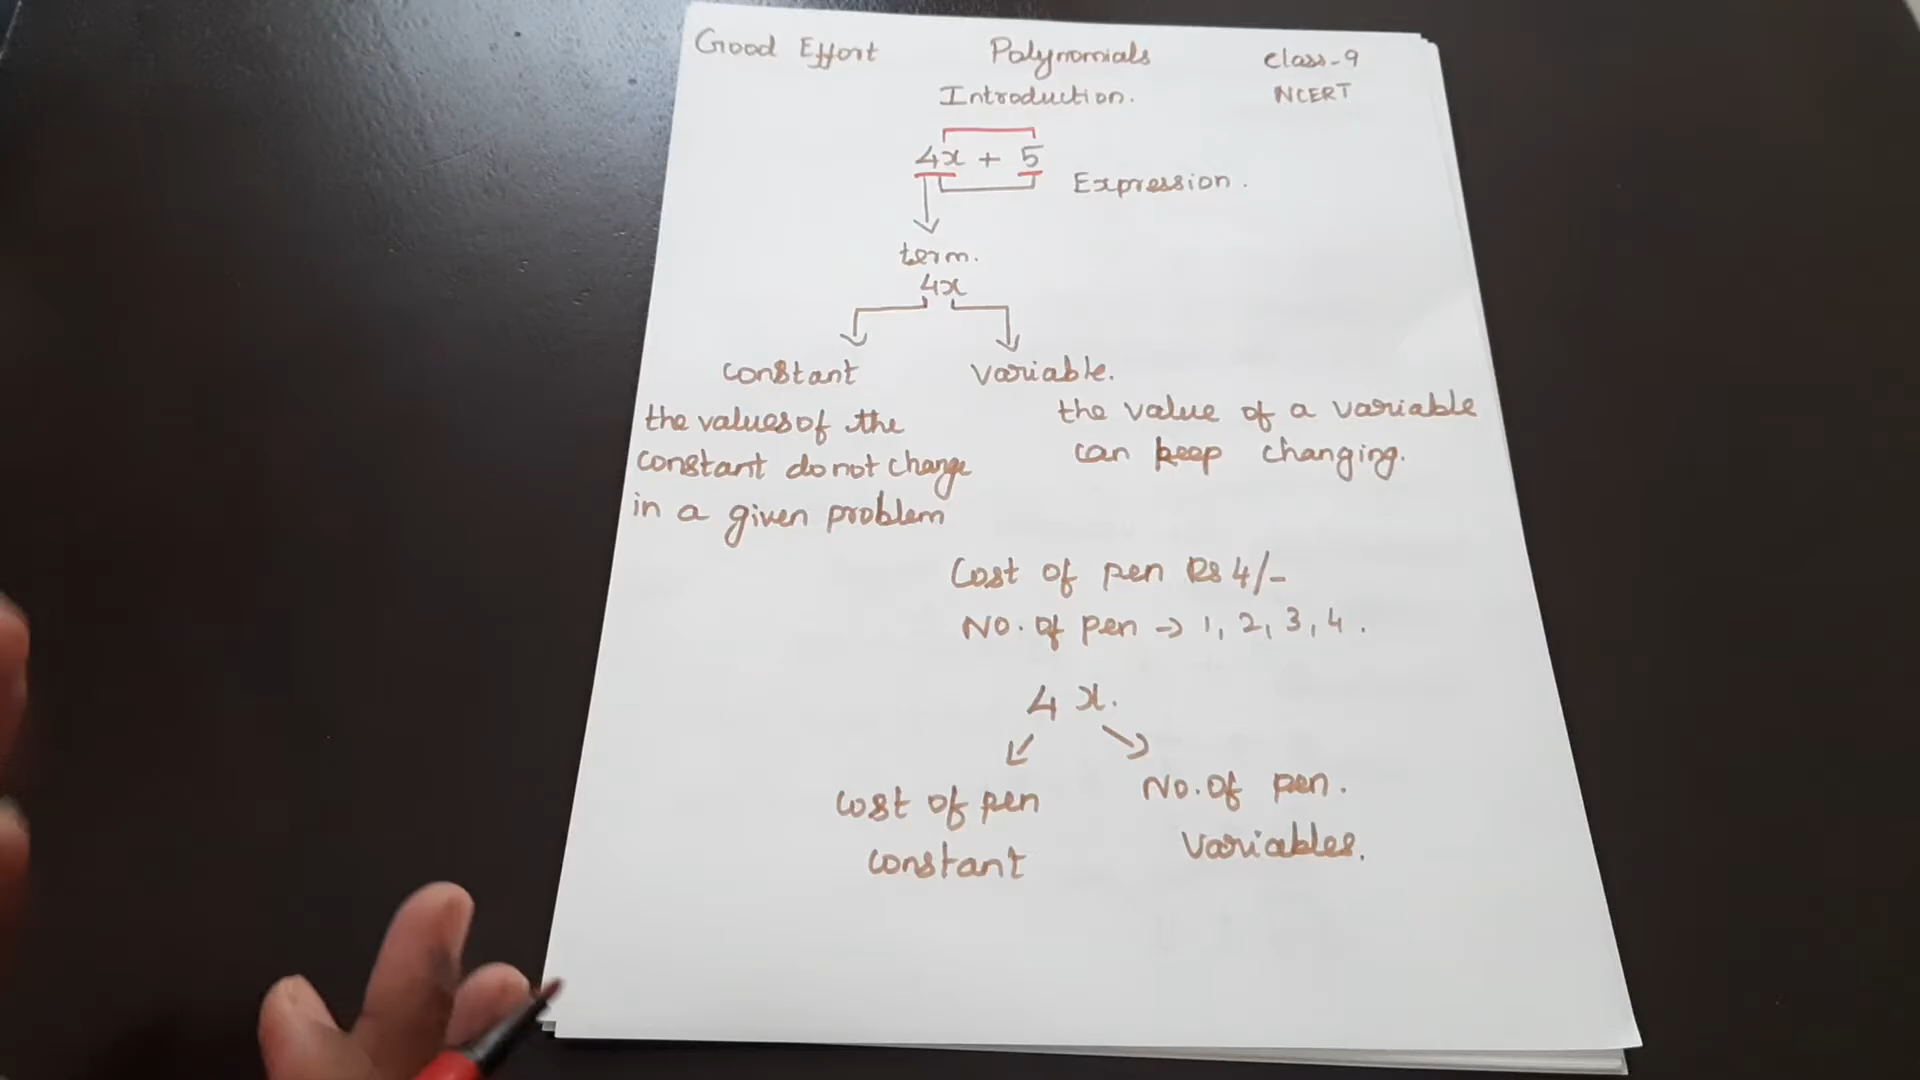 Good Effort Polynomials class-9
Introduction. NCERT
4x + 5
Expression.
term.
4x
constant variable.
the values of the the value of a variable
constant do not change can keep changing.
in a given problem
Cost of pen Rs 4/-
No. of pen → 1, 2, 3, 4.
4 x.
cost of pen No. of pen.
constant variables.